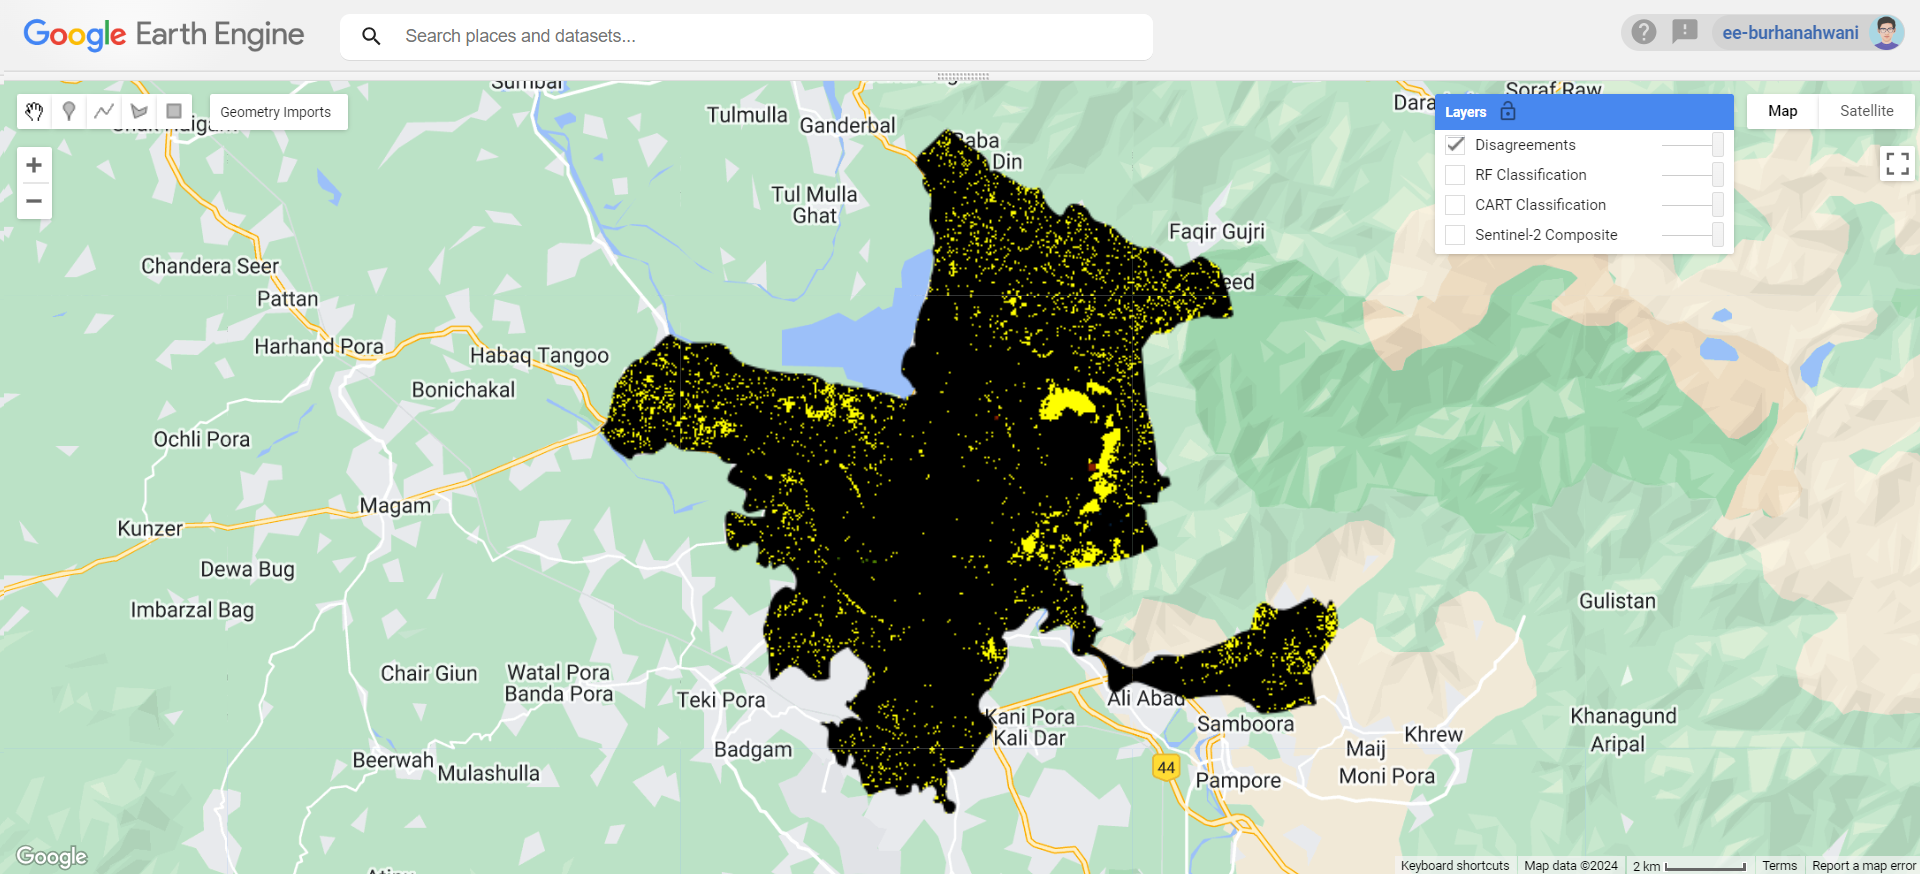 Google Earth Engine
Search places and datasets...
ee-burhanahwani
Geometry Imports
Layers
Disagreements
RF Classification
CART Classification
Sentinel-2 Composite
Map
Satellite
Sumbal
Tulmulla
Ganderbal
Baba
Din
Soraf Raw
Dara
Tul Mulla
Ghat
Faqir Gujri
eed
Chandera Seer
Pattan
Harhand Pora
Habaq Tangoo
Bonichakal
Ochli Pora
Magam
Kunzer
Dewa Bug
Imbarzal Bag
Gulistan
Chair Giun
Watal Pora
Banda Pora
Teki Pora
Ali Abad
Kani Pora
Kali Dar
Samboora
Khanagund
Aripal
Khrew
Badgam
Maij
Moni Pora
Beerwah
Mulashulla
44
Pampore
Google
Keyboard shortcuts
Map data ©2024
2 km
Terms
Report a map error